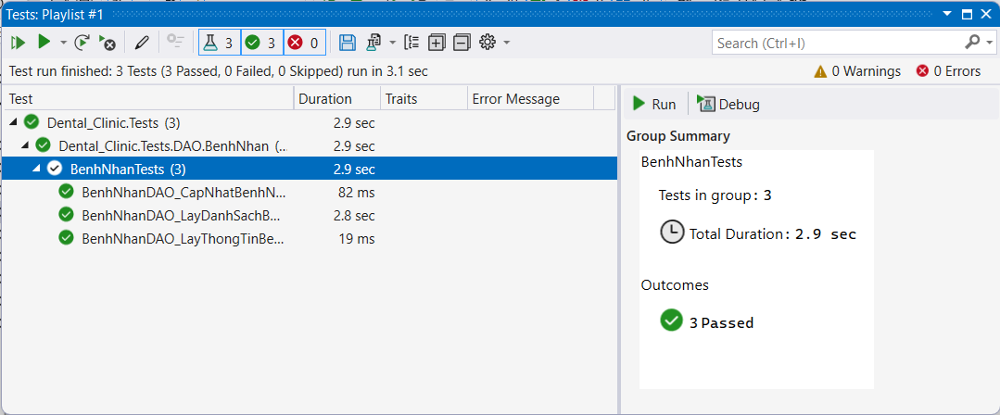 Tests: Playlist #1
3 3 0 Search (Ctrl+I)
Test run finished: 3 Tests (3 Passed, 0 Failed, 0 Skipped) run in 3.1 sec 0 Warnings 0 Errors
Test Duration Traits Error Message
Dental_Clinic.Tests (3) 2.9 sec
Dental_Clinic.Tests.DAO.BenhNhan (... 2.9 sec
BenhNhanTests (3) 2.9 sec
BenhNhanDAO_CapNhatBenhN... 82 ms
BenhNhanDAO_LayDanhSachB... 2.8 sec
BenhNhanDAO_LayThongTinBe... 19 ms
Run Debug
Group Summary
BenhNhanTests
Tests in group: 3
Total Duration: 2.9 sec
Outcomes
3 Passed